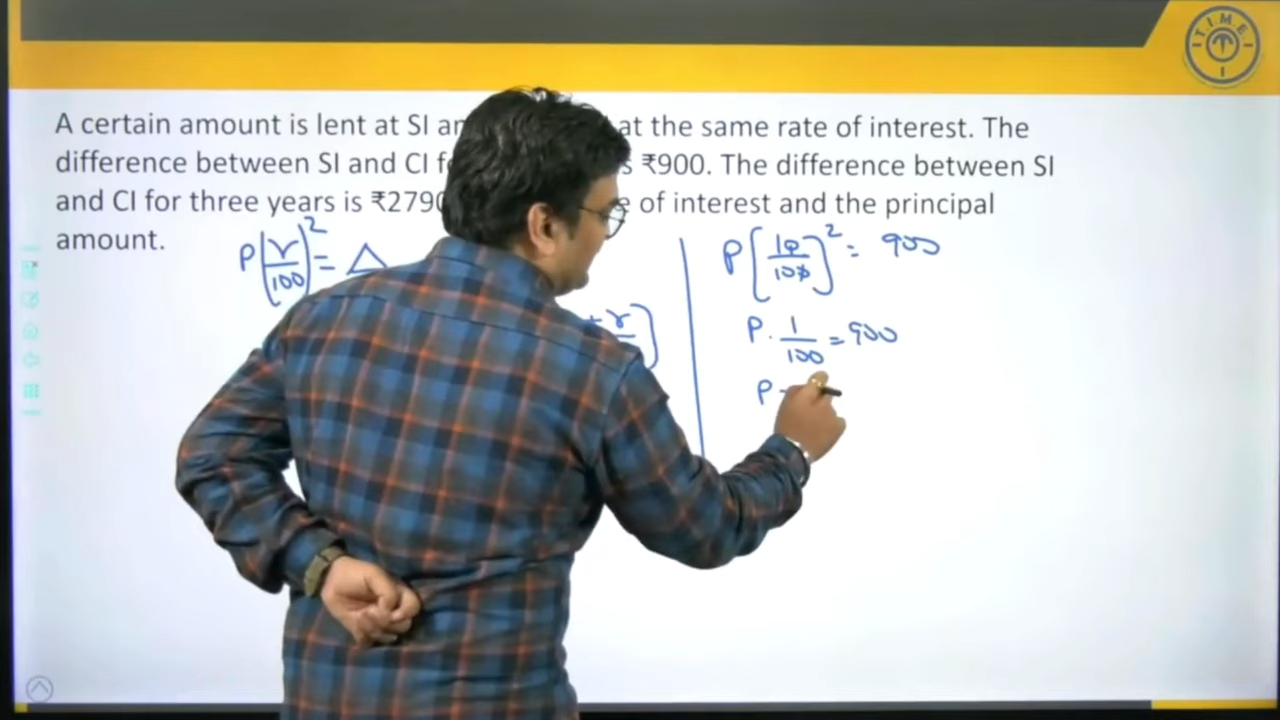 T.I.M.E
A certain amount is lent at SI at the same rate of interest. The
difference between SI and CI ₹900. The difference between SI
and CI for three years is ₹2790 of interest and the principal
amount.
P(r/100)² = Δ
+ r
P[10/100]² = 900
P. 1/100 = 900
P